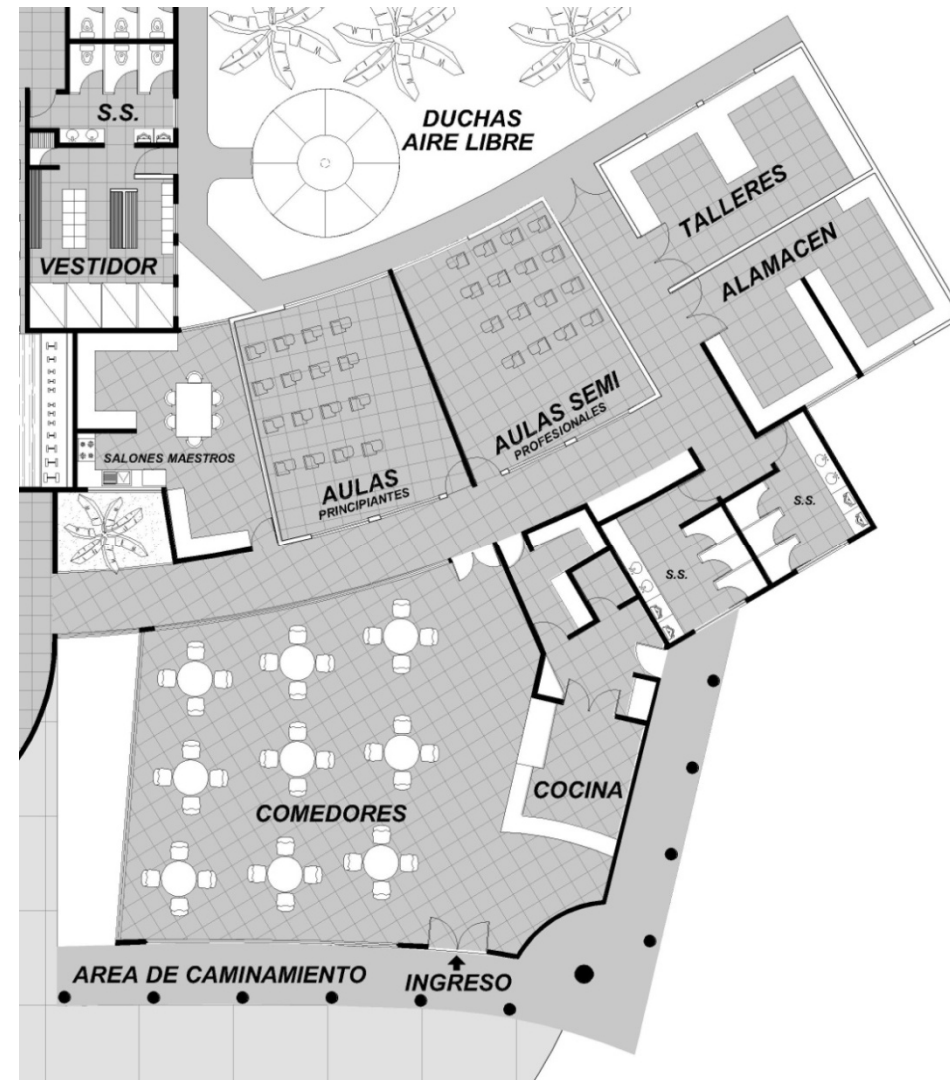 S.S.
DUCHAS
AIRE LIBRE
VESTIDOR
TALLERES
ALAMACEN
SALONES MAESTROS
AULAS
PRINCIPIANTES
AULAS SEMI
PROFESIONALES
S.S.
S.S.
COMEDORES
COCINA
AREA DE CAMINAMIENTO
INGRESO